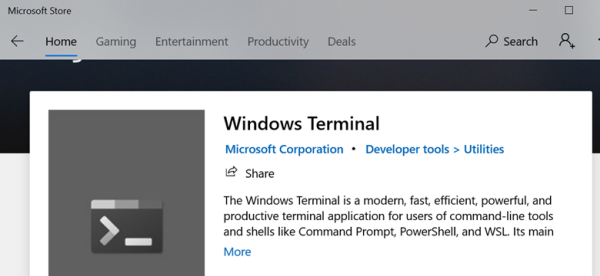 Microsoft Store
Home Gaming Entertainment Productivity Deals Search
Windows Terminal
Microsoft Corporation • Developer tools > Utilities
Share
The Windows Terminal is a modern, fast, efficient, powerful, and
productive terminal application for users of command-line tools
and shells like Command Prompt, PowerShell, and WSL. Its main
More